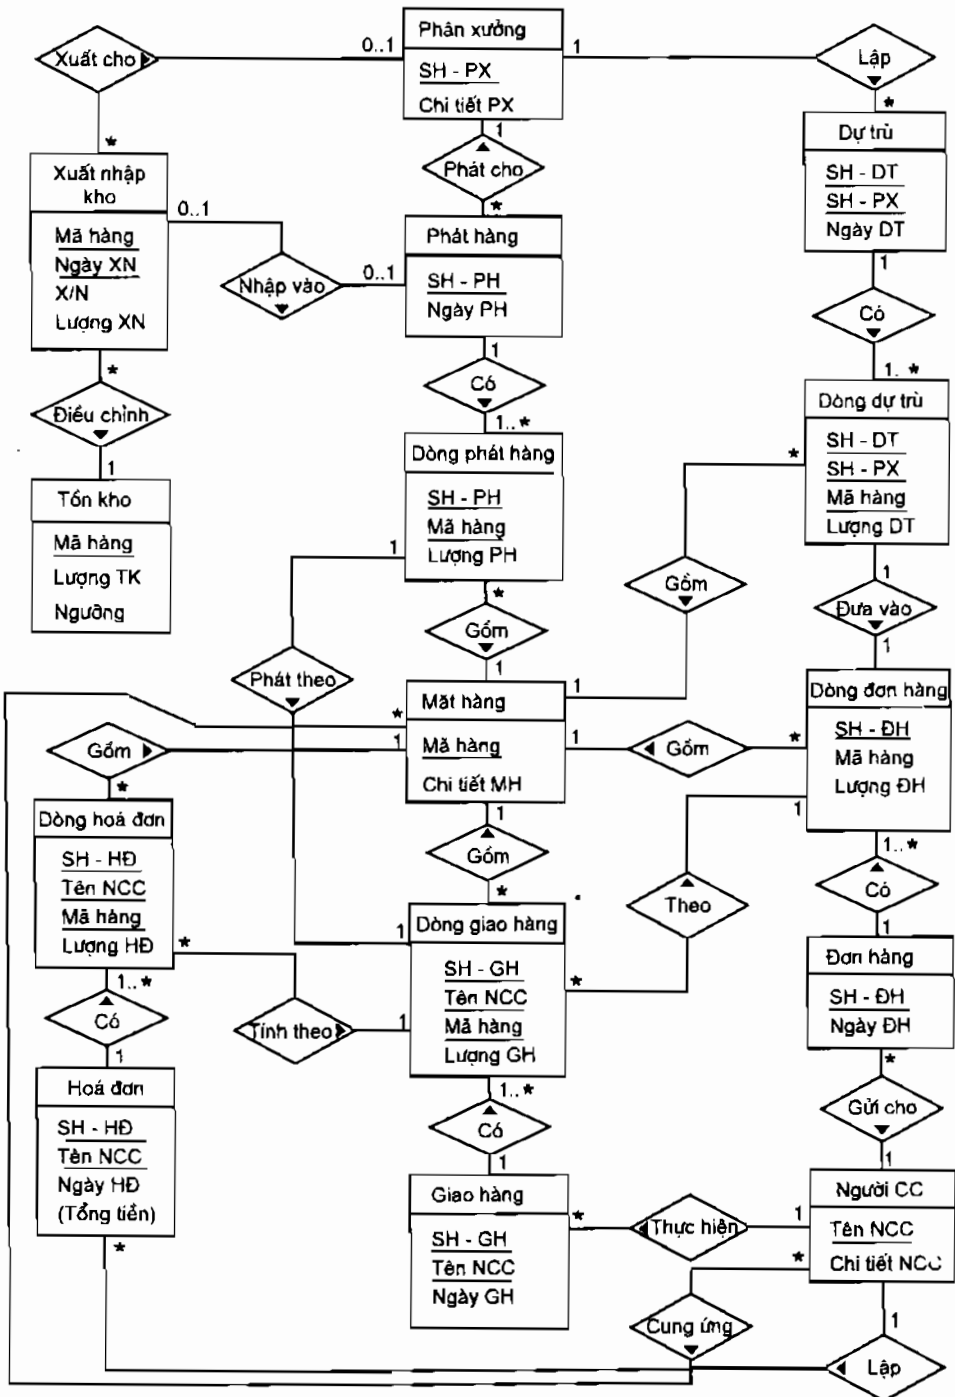 Phân xưởng
SH - PX
Chi tiết PX
0..1
1
Xuất cho
*
Lập
*
1
Phát cho
*
Xuất nhập
kho
Mã hàng
Ngày XN
X/N
Lượng XN
0..1
Nhập vào
0..1
Phát hàng
SH - PH
Ngày PH
Dự trù
SH - DT
SH - PX
Ngày DT
1
Có
1..*
*
Điều chỉnh
1
1
Có
1..*
Tồn kho
Mã hàng
Lượng TK
Ngưỡng
Dòng phát hàng
SH - PH
Mã hàng
Lượng PH
1
*
Dòng dự trù
SH - DT
SH - PX
Mã hàng
Lượng DT
*
Gồm
1
Phát theo
*
Gồm
1
1
Đưa vào
1
Mặt hàng
Mã hàng
Chi tiết MH
*
1
1
Gồm
*
Dòng đơn hàng
SH - ĐH
Mã hàng
Lượng ĐH
1
Gồm
*
1
Gồm
*
Dòng hoá đơn
SH - HĐ
Tên NCC
Mã hàng
Lượng HĐ
*
Theo
*
1..*
Có
1
Dòng giao hàng
SH - GH
Tên NCC
Mã hàng
Lượng GH
1
1
Tính theo
Đơn hàng
SH - ĐH
Ngày ĐH
1..*
Có
1
1..*
Có
1
*
Gửi cho
1
Hoá đơn
SH - HĐ
Tên NCC
Ngày HĐ
(Tổng tiền)
*
Giao hàng
SH - GH
Tên NCC
Ngày GH
*
Thực hiện
1
Người CC
Tên NCC
Chi tiết NCC
*
Cung ứng
1
Lập